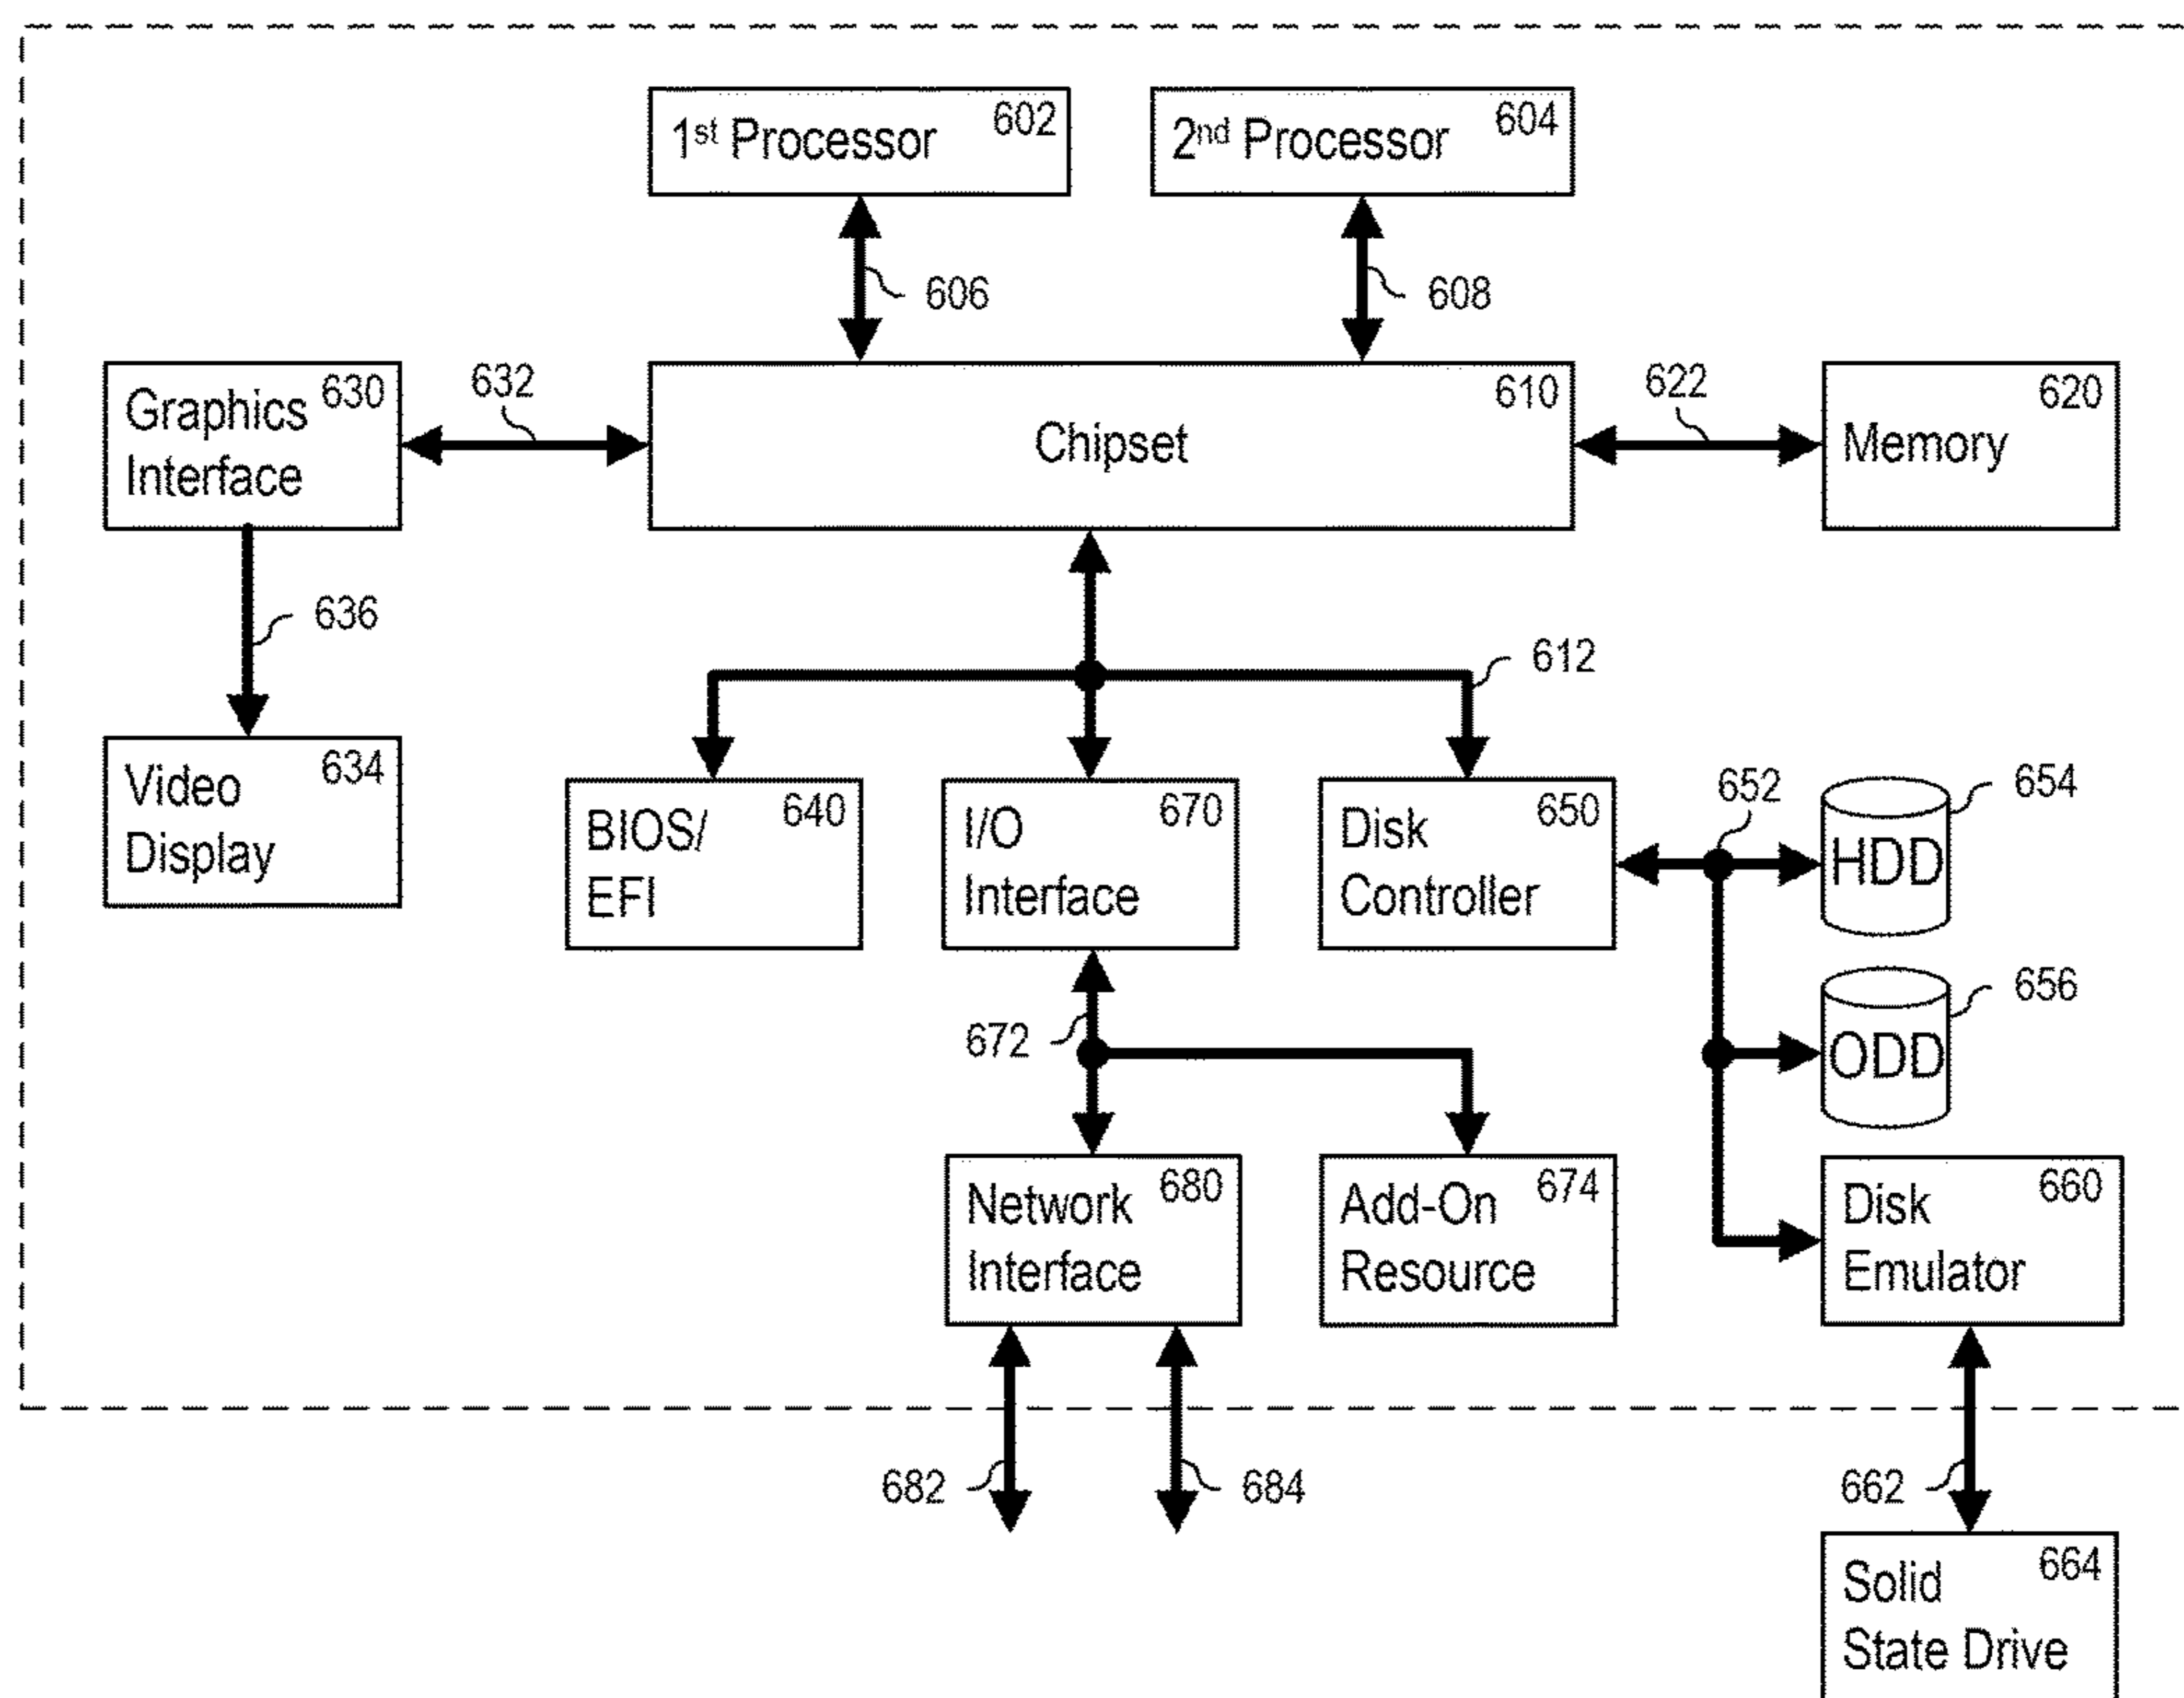 1st Processor 602
2nd Processor 604
606
608
Graphics 630
Interface
632
Chipset 610
622
Memory 620
636
612
Video 634
Display
BIOS/ 640
EFI
I/O 670
Interface
Disk 650
Controller
652
HDD
654
ODD
656
672
Network 680
Interface
Add-On 674
Resource
Disk 660
Emulator
682
684
662
Solid 664
State Drive